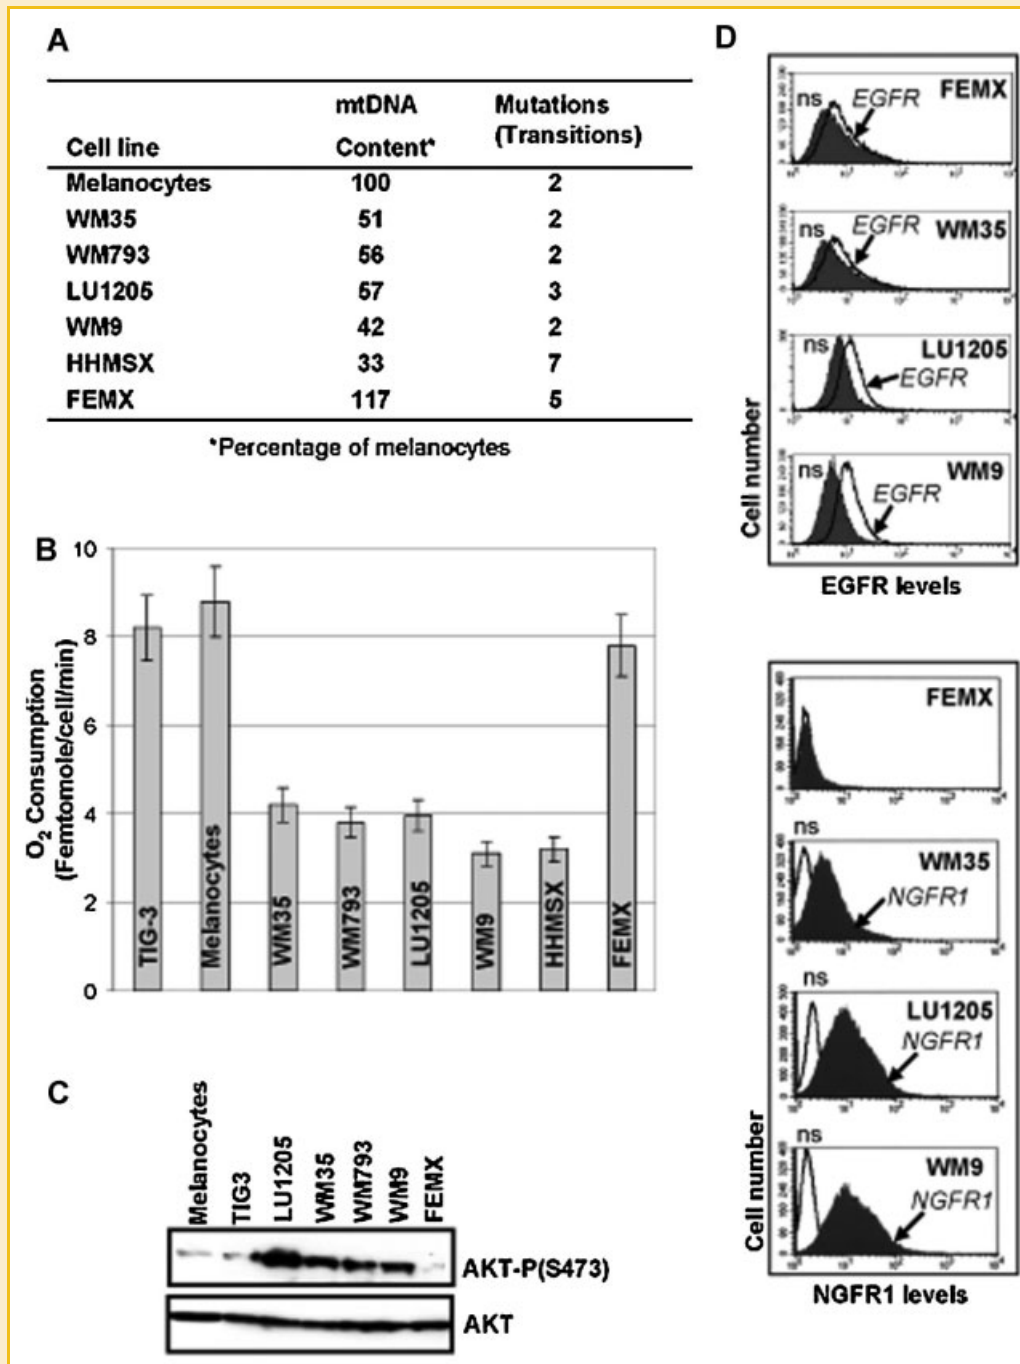 A
Cell line mtDNA Content* Mutations (Transitions)
Melanocytes 100 2
WM35 51 2
WM793 56 2
LU1205 57 3
WM9 42 2
HHMSX 33 7
FEMX 117 5
*Percentage of melanocytes
B
O2 Consumption
(Femtomole/cell/min)
10
8
6
4
2
0
TIG-3
Melanocytes
WM35
WM793
LU1205
WM9
HHMSX
FEMX
C
Melanocytes
TIG3
LU1205
WM35
WM793
WM9
FEMX
AKT-P(S473)
AKT
D
ns EGFR FEMX
ns EGFR WM35
ns LU1205
EGFR
ns WM9
EGFR
Cell number
EGFR levels
FEMX
ns
WM35
NGFR1
ns
LU1205
NGFR1
ns
WM9
NGFR1
Cell number
NGFR1 levels